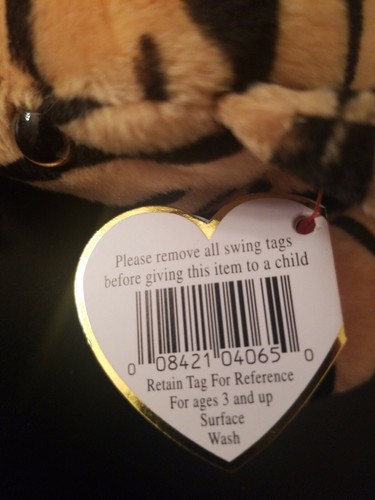 Please remove all swing tags
before giving this item to a child
0 08421 04065 0
Retain Tag For Reference
For ages 3 and up
Surface
Wash